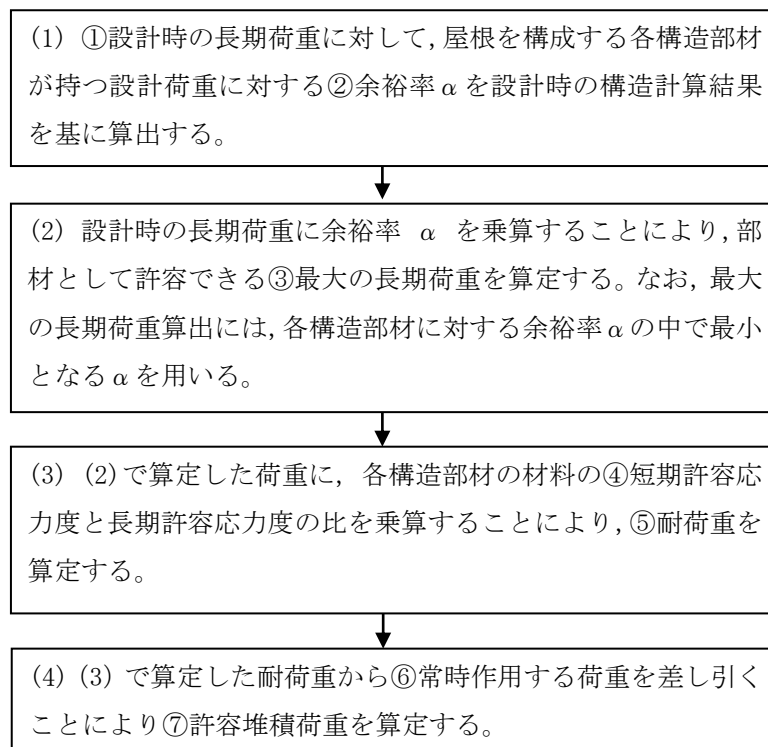 (1) ①設計時の長期荷重に対して,屋根を構成する各構造部材
が持つ設計荷重に対する②余裕率αを設計時の構造計算結果
を基に算出する。
(2) 設計時の長期荷重に余裕率 α を乗算することにより,部
材として許容できる③最大の長期荷重を算定する。なお,最大
の長期荷重算出には,各構造部材に対する余裕率αの中で最小
となるαを用いる。
(3) (2)で算定した荷重に, 各構造部材の材料の④短期許容応
力度と長期許容応力度の比を乗算することにより,⑤耐荷重を
算定する。
(4) (3) で算定した耐荷重から⑥常時作用する荷重を差し引く
ことにより⑦許容堆積荷重を算定する。